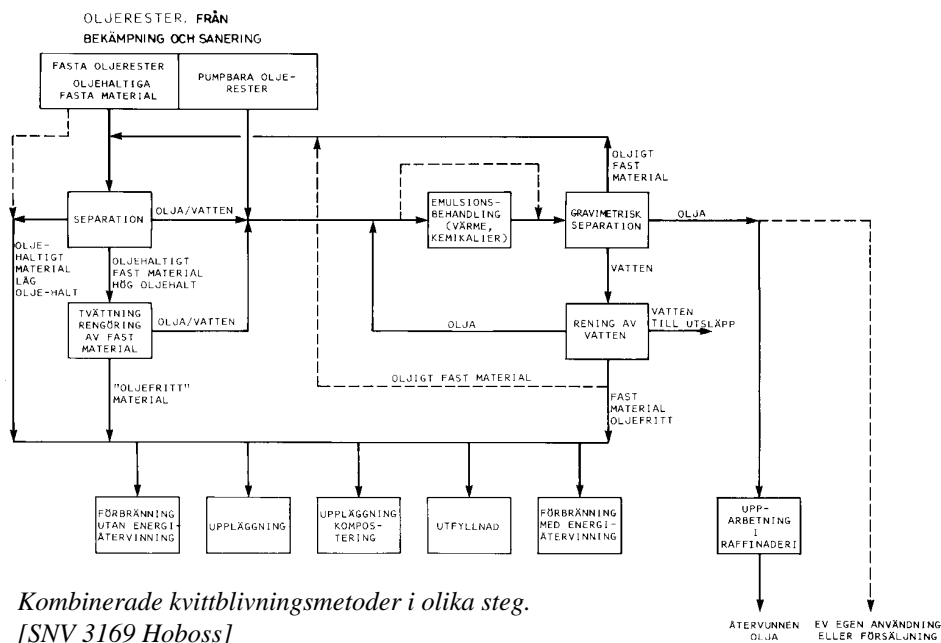 OLJERESTER, FRÅN
BEKÄMPNING OCH SANERING
FASTA OLJERESTER
OLJEHALTIGA
FASTA MATERIAL
PUMPBARA OLJE-
RESTER
OLJIGT
FAST
MATERIAL
SEPARATION
OLJA/VATTEN
EMULSIONS-
BEHANDLING
(VÄRME,
KEMIKALIER)
GRAVIMETRISK
SEPARATION
OLJA
OLJE-
HALTIGT
MATERIAL
LÅG
OLJE-HALT
OLJEHALTIGT
FAST MATERIAL
HÖG OLJEHALT
VATTEN
TVÄTTNING
RENGÖRING
AV FAST
MATERIAL
OLJA/VATTEN
OLJA
RENING AV
VATTEN
VATTEN
TILL UTSLÄPP
OLJIGT FAST MATERIAL
"OLJEFRITT"
MATERIAL
FAST
MATERIAL
OLJEFRITT
FÖRBRÄNNING
UTAN ENERGI-
ÅTERVINNING
UPPLÄGGNING
UPPLÄGGNING
KOMPOS-
TERING
UTFYLLNAD
FÖRBRÄNNING
MED ENERGI-
ÅTERVINNING
UPP-
ARBETNING
I
RAFFINADERI
ÅTERVUNNEN
OLJA
EV EGEN ANVÄNDNING
ELLER FÖRSÄLJNING
Kombinerade kvittblivningsmetoder i olika steg.
[SNV 3169 Hoboss]